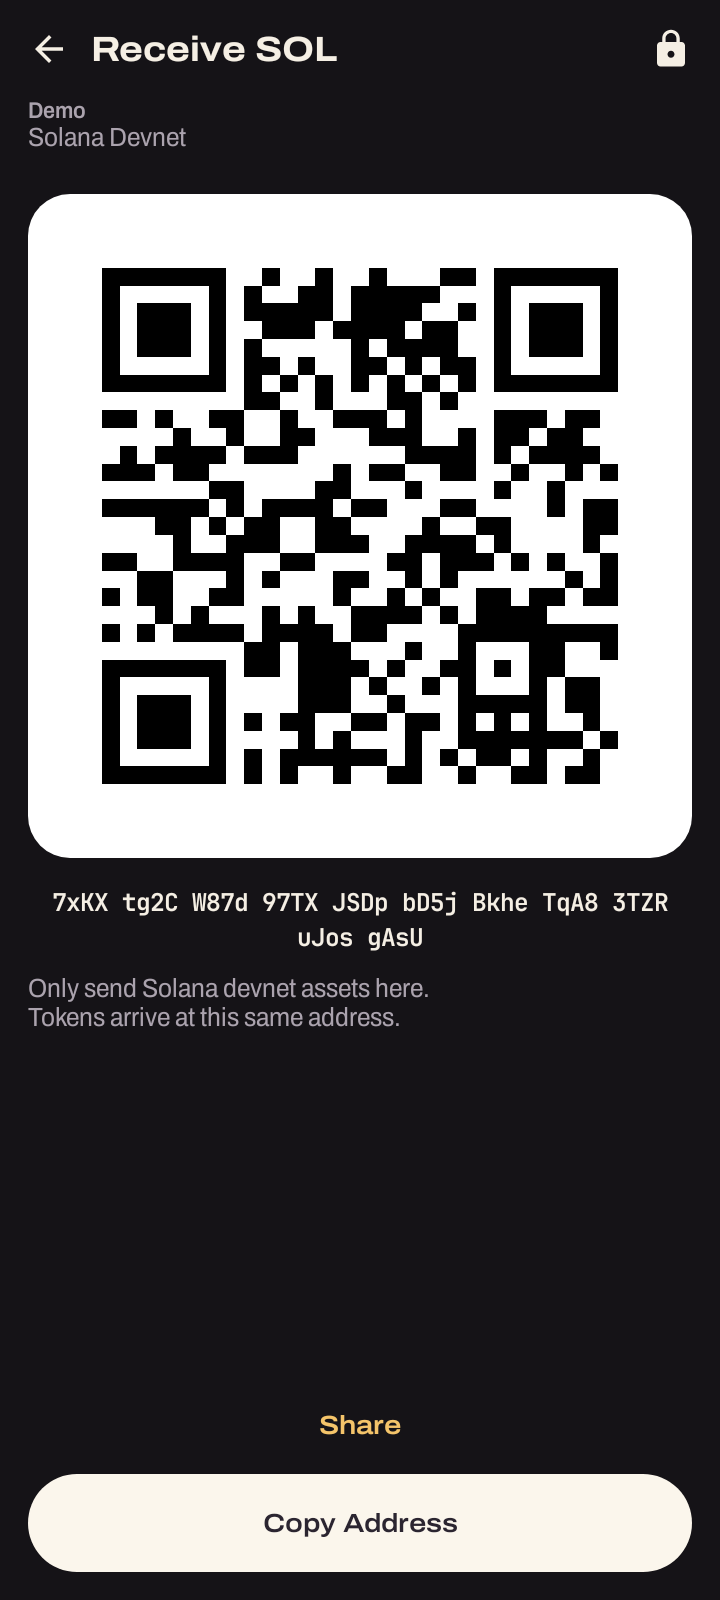 Receive SOL
Demo
Solana Devnet
7xKX tg2C W87d 97TX JSDp bD5j Bkhe TqA8 3TZR
uJos gAsU
Only send Solana devnet assets here.
Tokens arrive at this same address.
Share
Copy Address